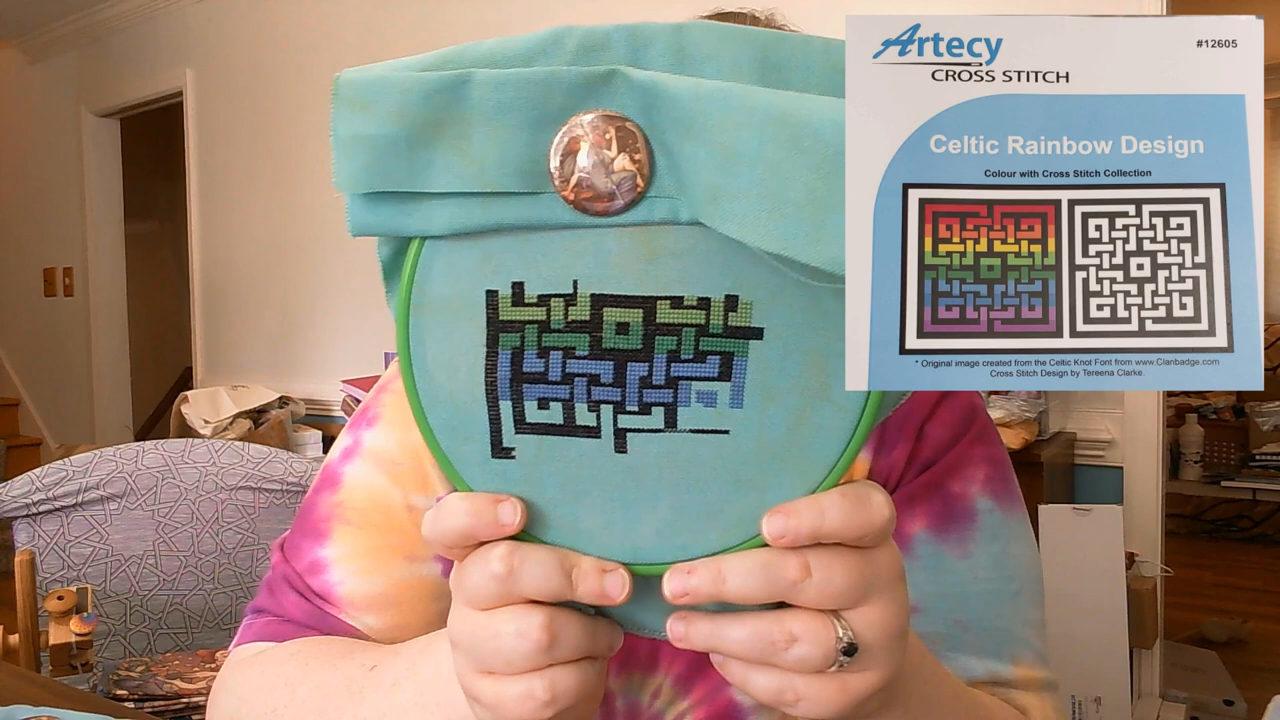 Artecy
CROSS STITCH
#12605
Celtic Rainbow Design
Colour with Cross Stitch Collection
* Original image created from the Celtic Knot Font from www.Clanbadge.com
Cross Stitch Design by Tereena Clarke.